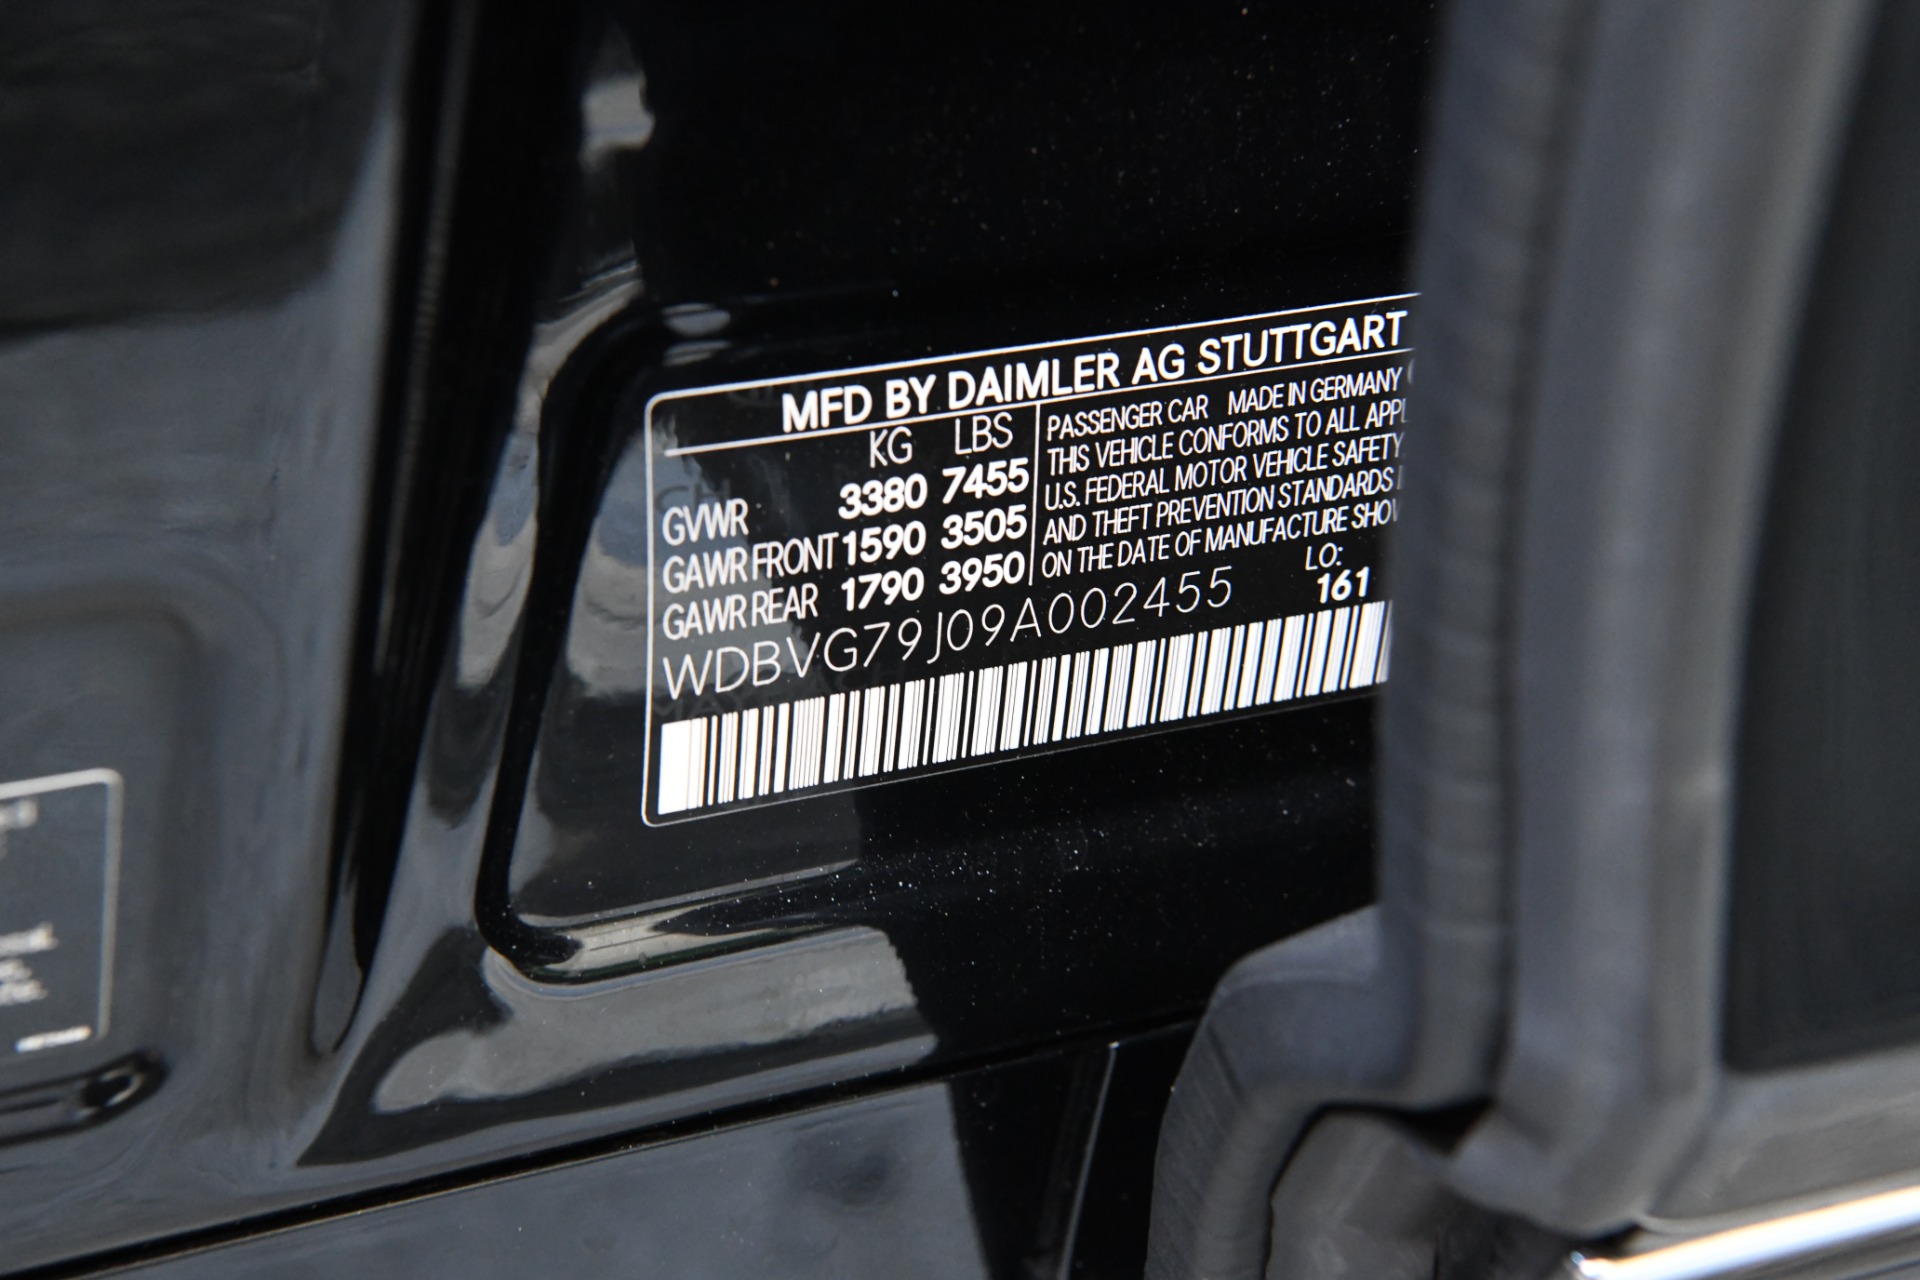 MFD BY DAIMLER AG STUTTGART
KG LBS
GVWR 3380 7455
GAWR FRONT 1590 3505
GAWR REAR 1790 3950
PASSENGER CAR MADE IN GERMANY
THIS VEHICLE CONFORMS TO ALL
U.S. FEDERAL MOTOR VEHICLE SAFETY
AND THEFT PREVENTION STANDARDS
ON THE DATE OF MANUFACTURE
WDBVG79J09A002455
LO:
161